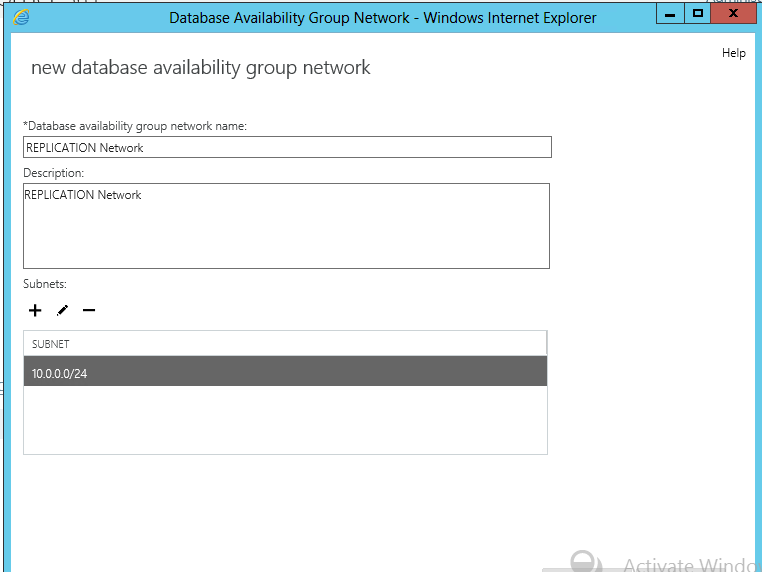 Database Availability Group Network - Windows Internet Explorer
Help
new database availability group network
*Database availability group network name:
REPLICATION Network
Description:
REPLICATION Network
Subnets:
SUBNET
10.0.0.0/24
Activate Windo